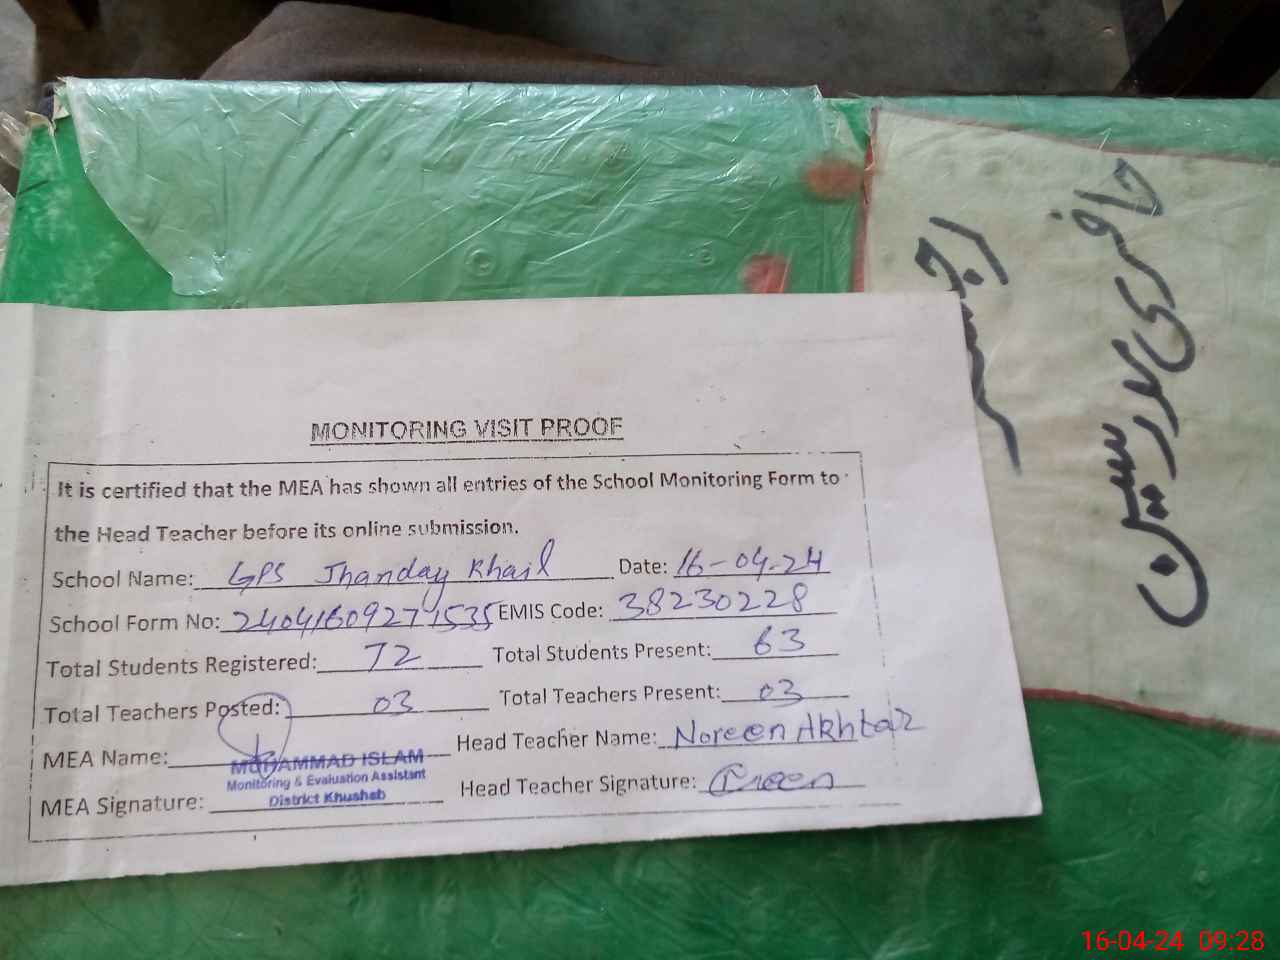 MONITORING VISIT PROOF
It is certified that the MEA has shown all entries of the School Monitoring Form to
the Head Teacher before its online submission.
School Name: GPS Jhanday Khail Date: 16-04-24
School Form No: 24041609271535 EMIS Code: 38230228
Total Students Registered: 72 Total Students Present: 63
Total Teachers Posted: 03 Total Teachers Present: 03
MEA Name: MUHAMMAD ISLAM Head Teacher Name: Noreen Akhtar
Monitoring & Evaluation Assistant
MEA Signature: District Khushab Head Teacher Signature:
حاضری مدرسین
16-04-24 09:28